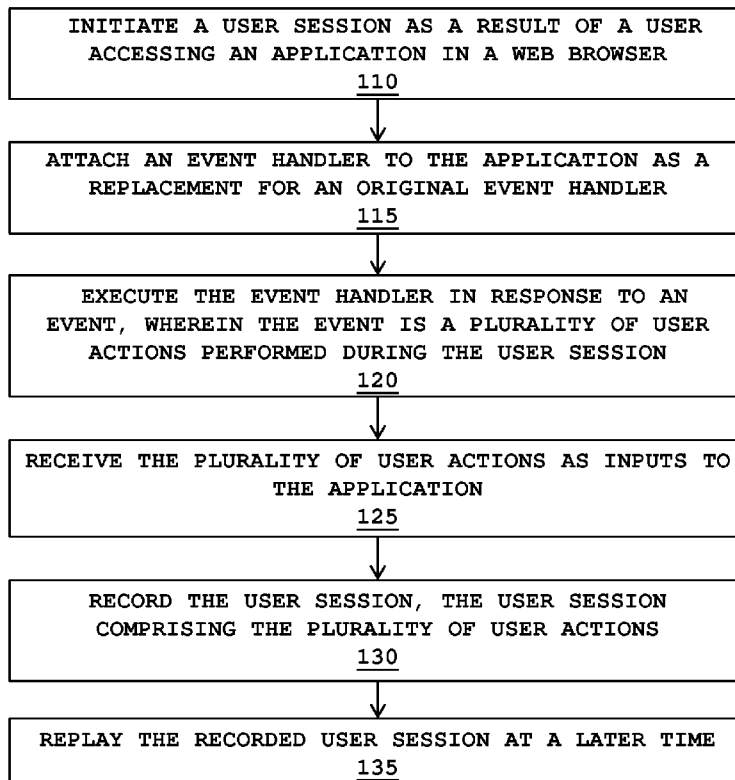 INITIATE A USER SESSION AS A RESULT OF A USER
ACCESSING AN APPLICATION IN A WEB BROWSER
110
ATTACH AN EVENT HANDLER TO THE APPLICATION AS A
REPLACEMENT FOR AN ORIGINAL EVENT HANDLER
115
EXECUTE THE EVENT HANDLER IN RESPONSE TO AN
EVENT, WHEREIN THE EVENT IS A PLURALITY OF USER
ACTIONS PERFORMED DURING THE USER SESSION
120
RECEIVE THE PLURALITY OF USER ACTIONS AS INPUTS TO
THE APPLICATION
125
RECORD THE USER SESSION, THE USER SESSION
COMPRISING THE PLURALITY OF USER ACTIONS
130
REPLAY THE RECORDED USER SESSION AT A LATER TIME
135